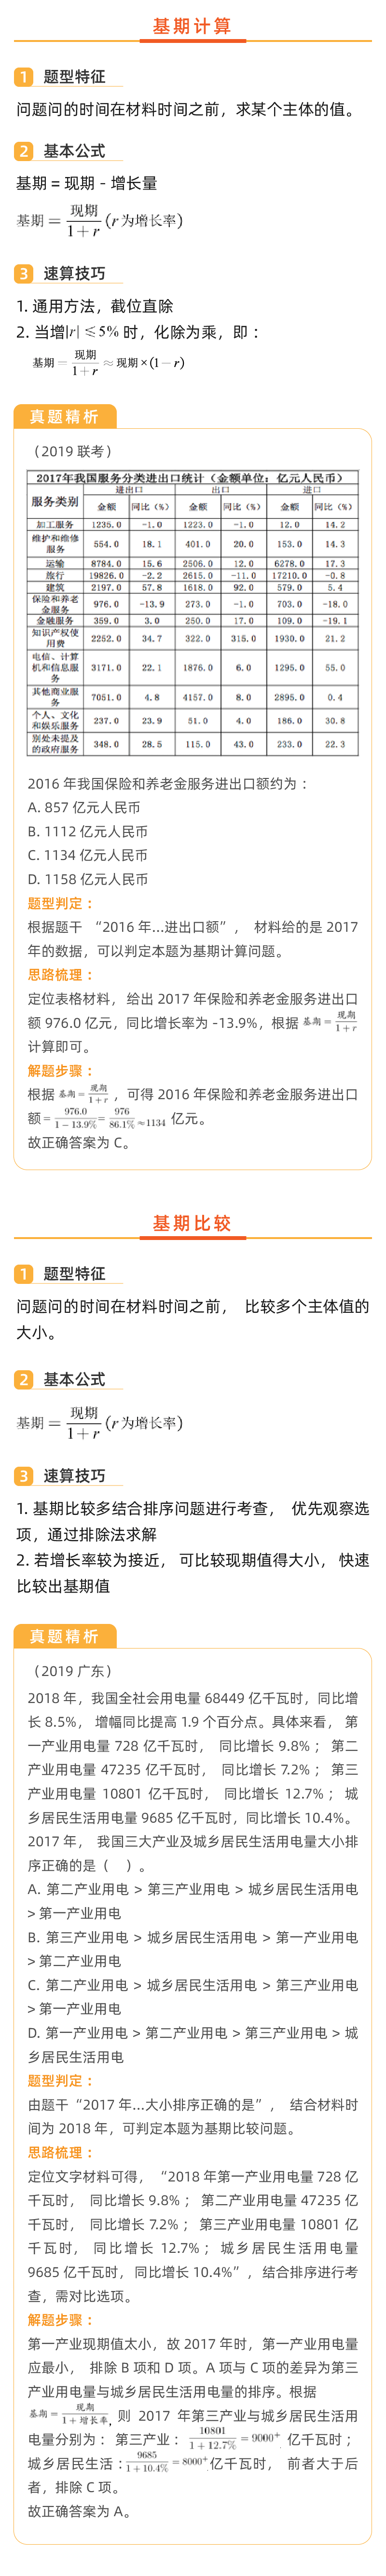 基期计算
1 题型特征
问题问的时间在材料时间之前，求某个主体的值。
2 基本公式
基期 = 现期 - 增长量
基期 = 现期/(1+r) (r为增长率)
3 速算技巧
1. 通用方法，截位直除
2. 当增|r| ≤5% 时，化除为乘，即：
基期 = 现期/(1+r) ≈ 现期×(1−r)
真题精析
（2019 联考）
2017年我国服务分类进出口统计（金额单位：亿元人民币）
服务类别 进出口 出口 进口
金额 同比（%） 金额 同比（%） 金额 同比（%）
加工服务 1235.0 -1.0 1223.0 -1.0 12.0 14.2
维护和维修服务 554.0 18.1 401.0 20.0 153.0 14.3
运输 8784.0 15.6 2506.0 12.0 6278.0 17.3
旅行 19826.0 -2.2 2615.0 -11.0 17210.0 -0.8
建筑 2197.0 57.8 1618.0 92.0 579.0 5.4
保险和养老金服务 976.0 -13.9 273.0 -1.0 703.0 -18.0
金融服务 359.0 3.0 250.0 17.0 109.0 -19.1
知识产权使用费 2252.0 34.7 322.0 315.0 1930.0 21.2
电信、计算机和信息服务 3171.0 22.1 1876.0 6.0 1295.0 55.0
其他商业服务 7051.0 4.8 4157.0 8.0 2895.0 0.4
个人、文化和娱乐服务 237.0 23.9 51.0 4.0 186.0 30.8
别处未提及的政府服务 348.0 28.5 115.0 43.0 233.0 22.3
2016 年我国保险和养老金服务进出口额约为：
A. 857 亿元人民币
B. 1112 亿元人民币
C. 1134 亿元人民币
D. 1158 亿元人民币
题型判定：
根据题干 “2016 年...进出口额”， 材料给的是 2017
年的数据，可以判定本题为基期计算问题。
思路梳理：
定位表格材料，给出 2017 年保险和养老金服务进出口
额 976.0 亿元，同比增长率为 -13.9%，根据 基期 = 现期/(1+r)
计算即可。
解题步骤：
根据 基期 = 现期/(1+r) ，可得 2016 年保险和养老金服务进出口
额 = 976.0/(1−13.9%) = 976/86.1% ≈1134 亿元。
故正确答案为 C。
基期比较
1 题型特征
问题问的时间在材料时间之前， 比较多个主体值的
大小。
2 基本公式
基期 = 现期/(1+r) (r为增长率)
3 速算技巧
1. 基期比较多结合排序问题进行考查， 优先观察选
项，通过排除法求解
2. 若增长率较为接近， 可比较现期值得大小， 快速
比较出基期值
真题精析
（2019 广东）
2018 年，我国全社会用电量 68449 亿千瓦时，同比增
长 8.5%， 增幅同比提高 1.9 个百分点。具体来看， 第
一产业用电量 728 亿千瓦时， 同比增长 9.8%； 第二
产业用电量 47235 亿千瓦时， 同比增长 7.2%； 第三
产业用电量 10801 亿千瓦时， 同比增长 12.7%； 城
乡居民生活用电量 9685 亿千瓦时，同比增长 10.4%。
2017 年， 我国三大产业及城乡居民生活用电量大小排
序正确的是（ ）。
A. 第二产业用电 > 第三产业用电 > 城乡居民生活用电
> 第一产业用电
B. 第三产业用电 > 城乡居民生活用电 > 第一产业用电
> 第二产业用电
C. 第二产业用电 > 城乡居民生活用电 > 第三产业用电
> 第一产业用电
D. 第一产业用电 > 第二产业用电 > 第三产业用电 > 城
乡居民生活用电
题型判定：
由题干 “2017 年...大小排序正确的是”， 结合材料时
间为 2018 年，可判定本题为基期比较问题。
思路梳理：
定位文字材料可得， “2018 年第一产业用电量 728 亿
千瓦时， 同比增长 9.8%； 第二产业用电量 47235 亿
千瓦时， 同比增长 7.2%； 第三产业用电量 10801 亿
千瓦时， 同比增长 12.7%；城乡居民生活用电量
9685 亿千瓦时，同比增长 10.4%”，结合排序进行考
查，需对比选项。
解题步骤：
第一产业现期值太小，故 2017 年时，第一产业用电量
应最小， 排除 B 项和 D 项。A 项与 C 项的差异为第三
产业用电量与城乡居民生活用电量的排序。根据
基期 = 现期/(1+增长率)，则 2017 年第三产业与城乡居民生活用
电量分别为：第三产业： 10801/(1+12.7%) = 9000⁺ 亿千瓦时；
城乡居民生活：9685/(1+10.4%) = 8000⁺ 亿千瓦时， 前者大于后
者，排除 C 项。
故正确答案为 A。